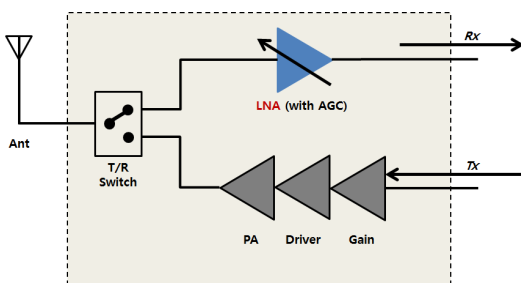 Rx
LNA (with AGC)
Ant
T/R
Switch
Tx
PA Driver Gain